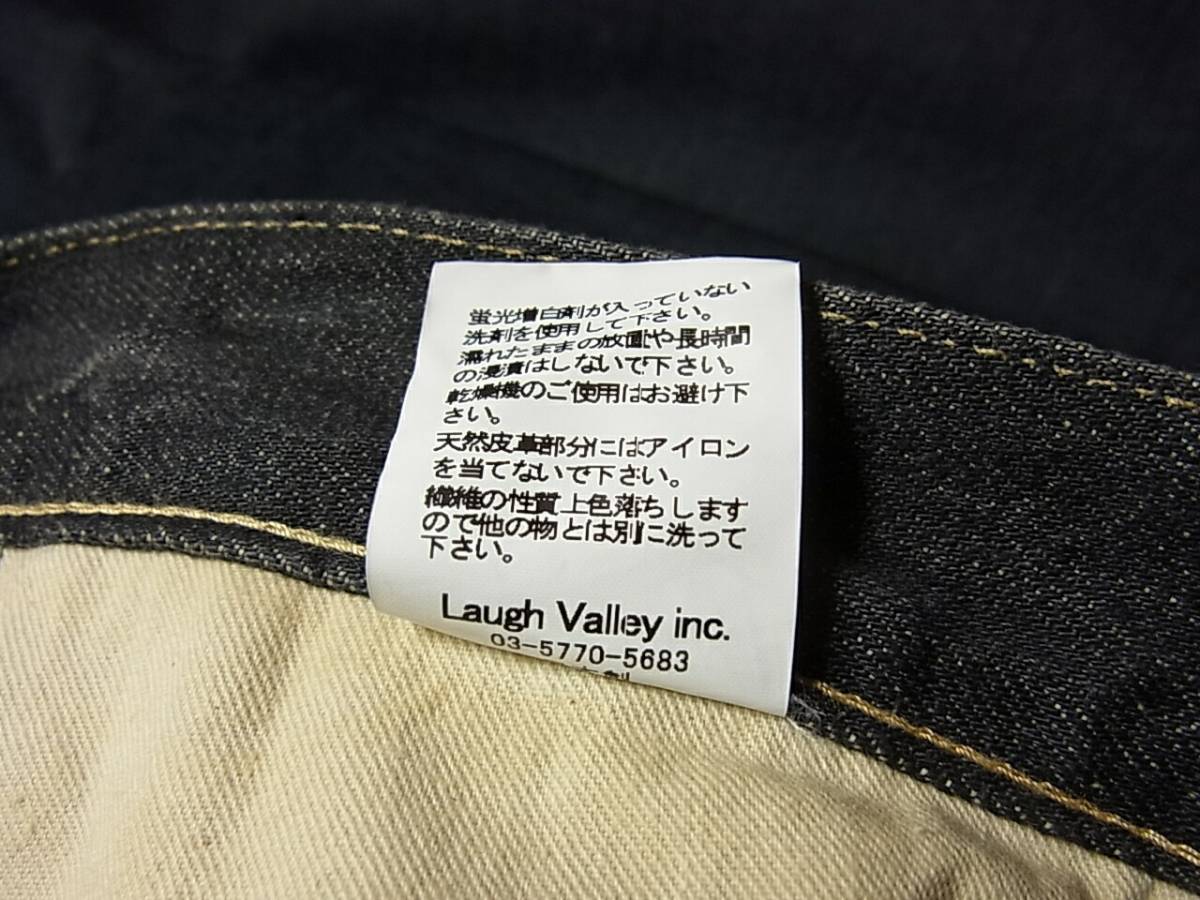 蛍光増白剤が入っていない
洗剤を使用して下さい。
濡れたままの放置や長時間
の浸漬はしないで下さい。
乾燥機のご使用はお避け下
さい。
天然皮革部分にはアイロン
を当てないで下さい。
繊維の性質上色落ちします
ので他の物とは別に洗って
下さい。
Laugh Valley inc.
03-5770-5683